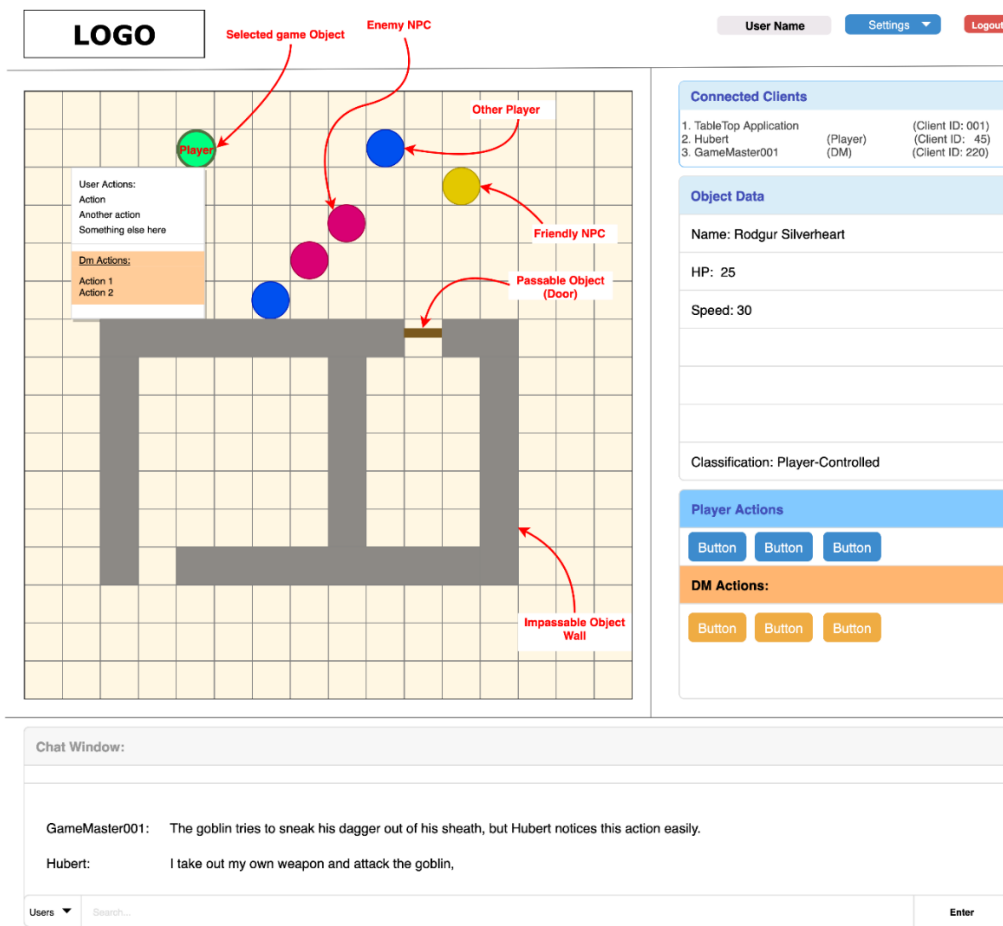 LOGO
User Name
Settings
Logout
Selected game Object
Enemy NPC
Other Player
Player
Friendly NPC
Passable Object
(Door)
Impassable Object
Wall
User Actions:
Action
Another action
Something else here
Dm Actions:
Action 1
Action 2
Connected Clients
1. TableTop Application (Client ID: 001)
2. Hubert (Player) (Client ID: 45)
3. GameMaster001 (DM) (Client ID: 220)
Object Data
Name: Rodgur Silverheart
HP: 25
Speed: 30
Classification: Player-Controlled
Player Actions
Button Button Button
DM Actions:
Button Button Button
Chat Window:
GameMaster001: The goblin tries to sneak his dagger out of his sheath, but Hubert notices this action easily.
Hubert: I take out my own weapon and attack the goblin,
Users Search... Enter